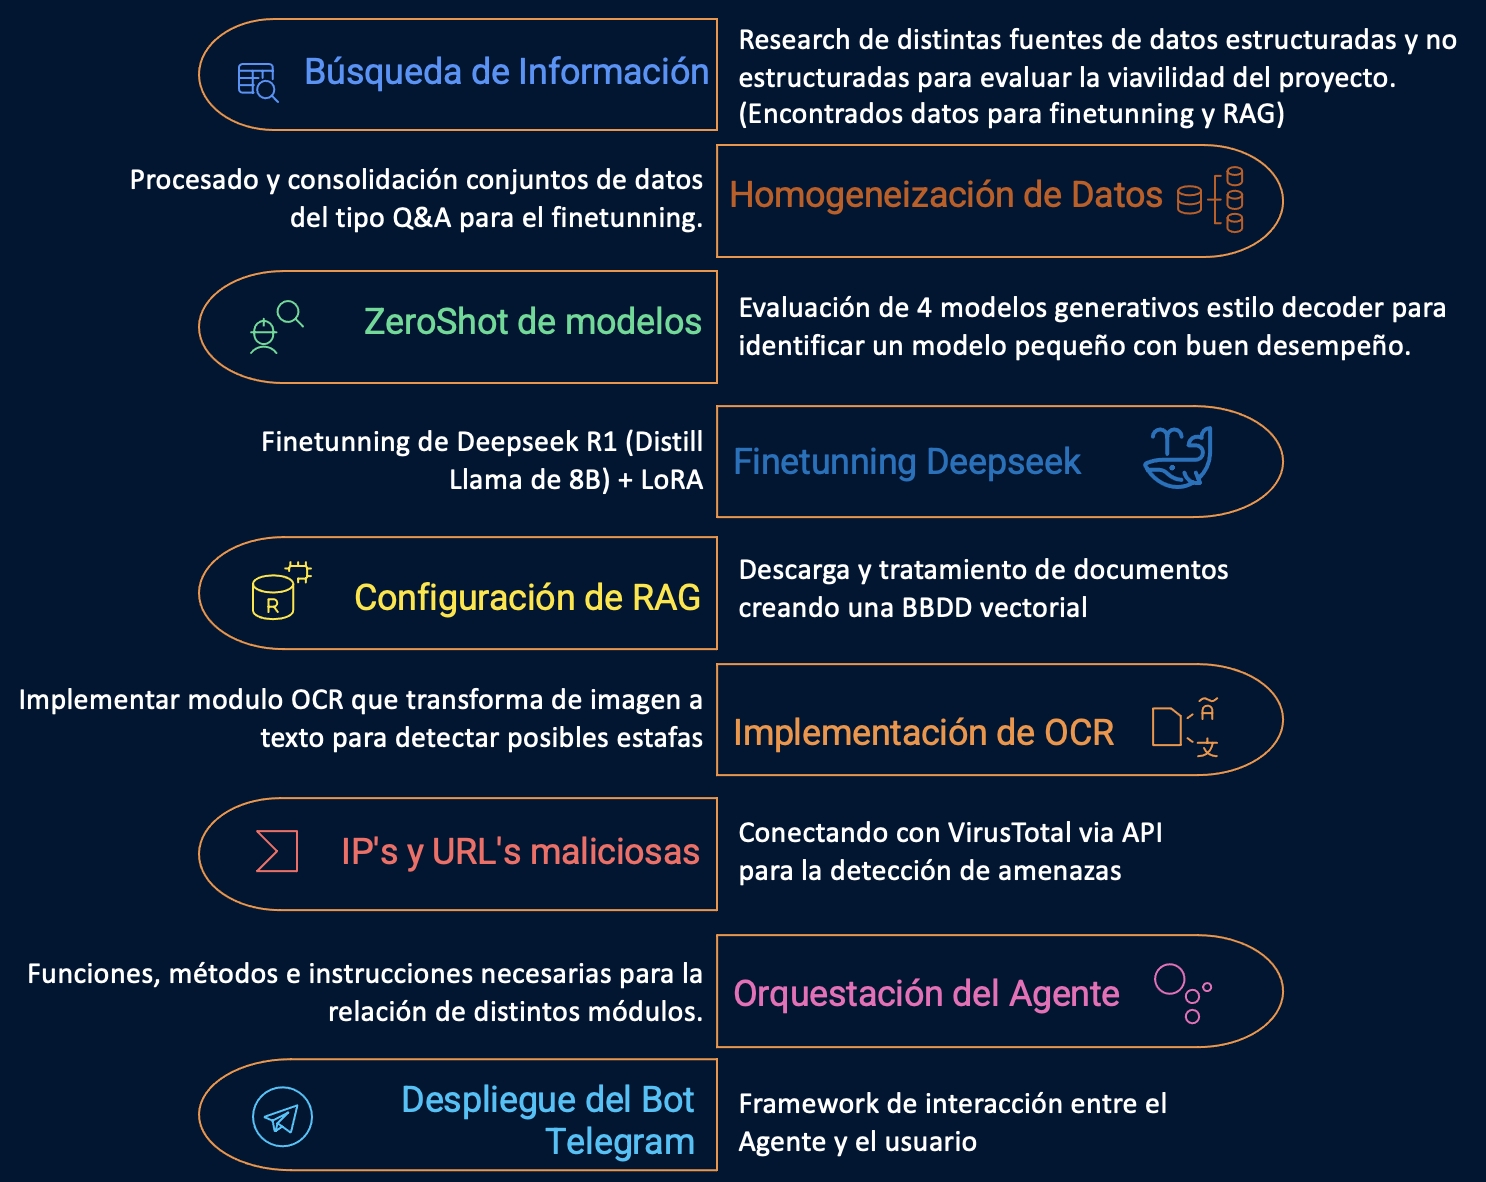 Búsqueda de Información
Research de distintas fuentes de datos estructuradas y no
estructuradas para evaluar la viavilidad del proyecto.
(Encontrados datos para finetunning y RAG)
Procesado y consolidación conjuntos de datos
del tipo Q&A para el finetunning.
Homogeneización de Datos
ZeroShot de modelos
Evaluación de 4 modelos generativos estilo decoder para
identificar un modelo pequeño con buen desempeño.
Finetunning de Deepseek R1 (Distill
Llama de 8B) + LoRA
Finetunning Deepseek
R
Configuración de RAG
Descarga y tratamiento de documentos
creando una BBDD vectorial
Implementar modulo OCR que transforma de imagen a
texto para detectar posibles estafas
Implementación de OCR
A
文
IP's y URL's maliciosas
Conectando con VirusTotal via API
para la detección de amenazas
Funciones, métodos e instrucciones necesarias para la
relación de distintos módulos.
Orquestación del Agente
Despliegue del Bot
Telegram
Framework de interacción entre el
Agente y el usuario